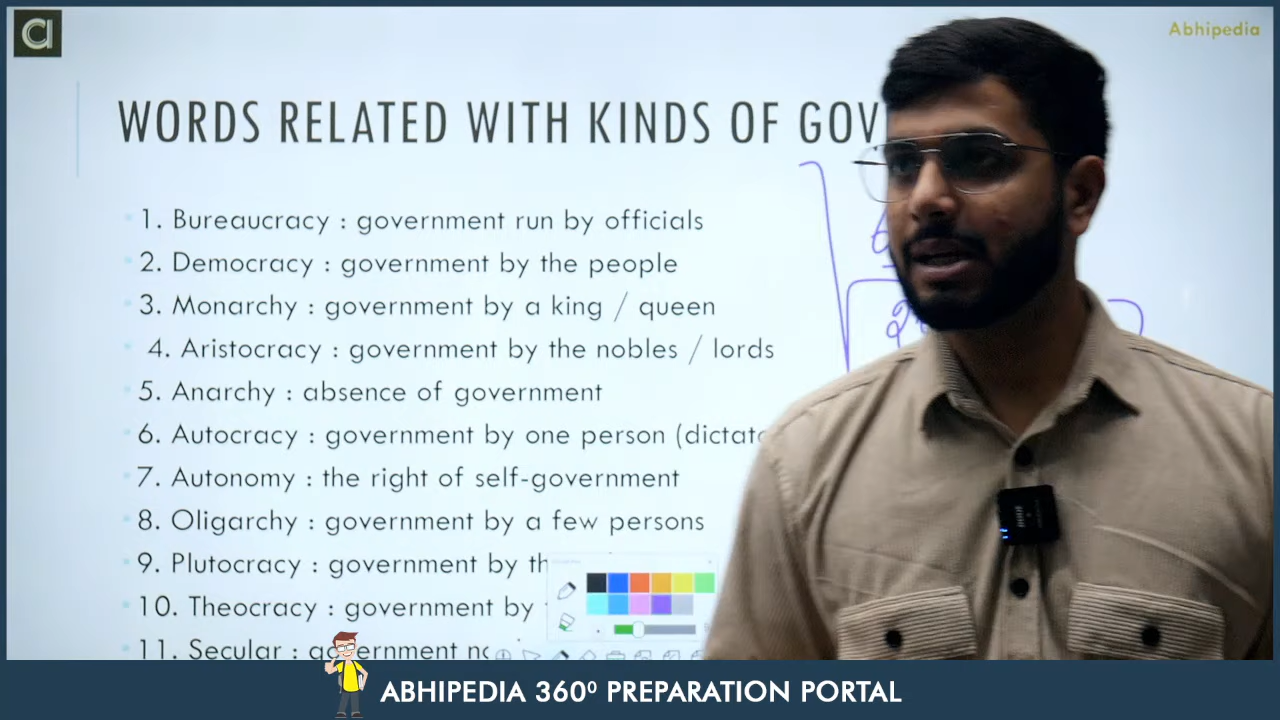 Abhipedia
WORDS RELATED WITH KINDS OF GOV
1. Bureaucracy : government run by officials
2. Democracy : government by the people
3. Monarchy : government by a king / queen
4. Aristocracy : government by the nobles / lords
5. Anarchy : absence of government
6. Autocracy : government by one person (dictato
7. Autonomy : the right of self-government
8. Oligarchy : government by a few persons
9. Plutocracy : government by th
10. Theocracy : government by
11. Secular :
ABHIPEDIA 360⁰ PREPARATION PORTAL